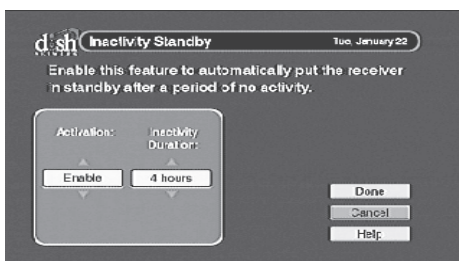 dish Inactivity Standby Tue, January 22
NETWORK
Enable this feature to automatically put the receiver
in standby after a period of no activity.
Activation: Inactivity
Duration:
Enable 4 hours
Done
Cancel
Help